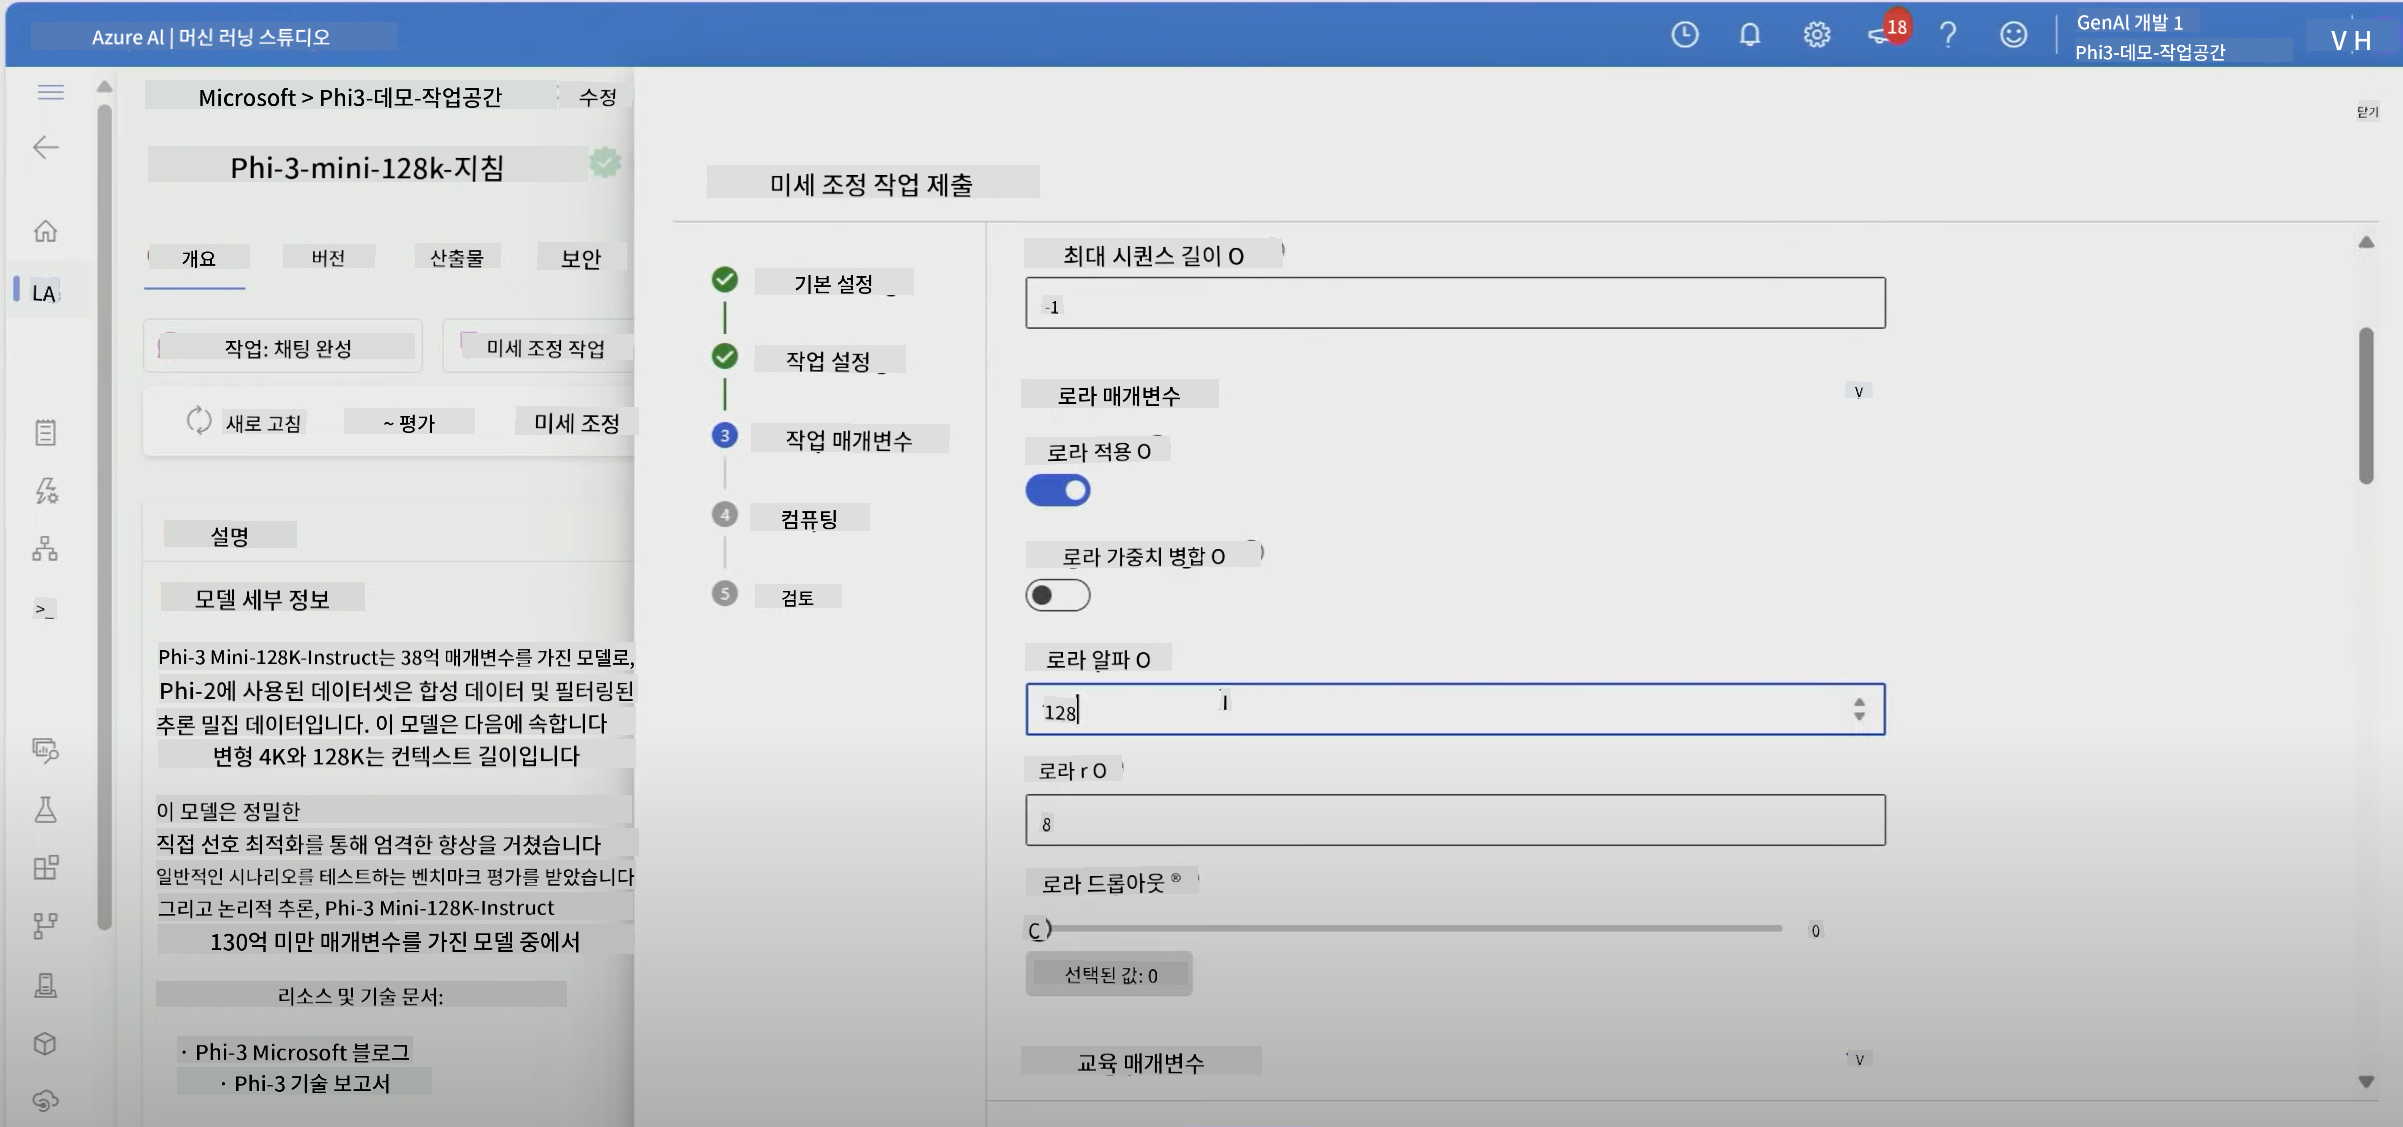 Azure AI | 머신 러닝 스튜디오
18
GenAI 개발 1
Phi3-데모-작업공간
V H
Microsoft > Phi3-데모-작업공간
수정
닫기
Phi-3-mini-128k-지침
미세 조정 작업 제출
개요
버전
산출물
보안
LA
작업: 채팅 완성
미세 조정 작업
새로 고침
~ 평가
미세 조정
설명
모델 세부 정보
Phi-3 Mini-128K-Instruct는 38억 매개변수를 가진 모델로,
Phi-2에 사용된 데이터셋은 합성 데이터 및 필터링된
추론 밀집 데이터입니다. 이 모델은 다음에 속합니다
변형 4K와 128K는 컨텍스트 길이입니다
이 모델은 정밀한
직접 선호 최적화를 통해 엄격한 향상을 거쳤습니다
일반적인 시나리오를 테스트하는 벤치마크 평가를 받았습니다
그리고 논리적 추론, Phi-3 Mini-128K-Instruct
130억 미만 매개변수를 가진 모델 중에서
리소스 및 기술 문서:
· Phi-3 Microsoft 블로그
· Phi-3 기술 보고서
기본 설정
작업 설정
3 작업 매개변수
4 컴퓨팅
5 검토
최대 시퀀스 길이 O
-1
로라 매개변수
V
로라 적용 O
로라 가중치 병합 O
로라 알파 O
128
로라 r O
8
로라 드롭아웃 ®
0
선택된 값: 0
교육 매개변수
V